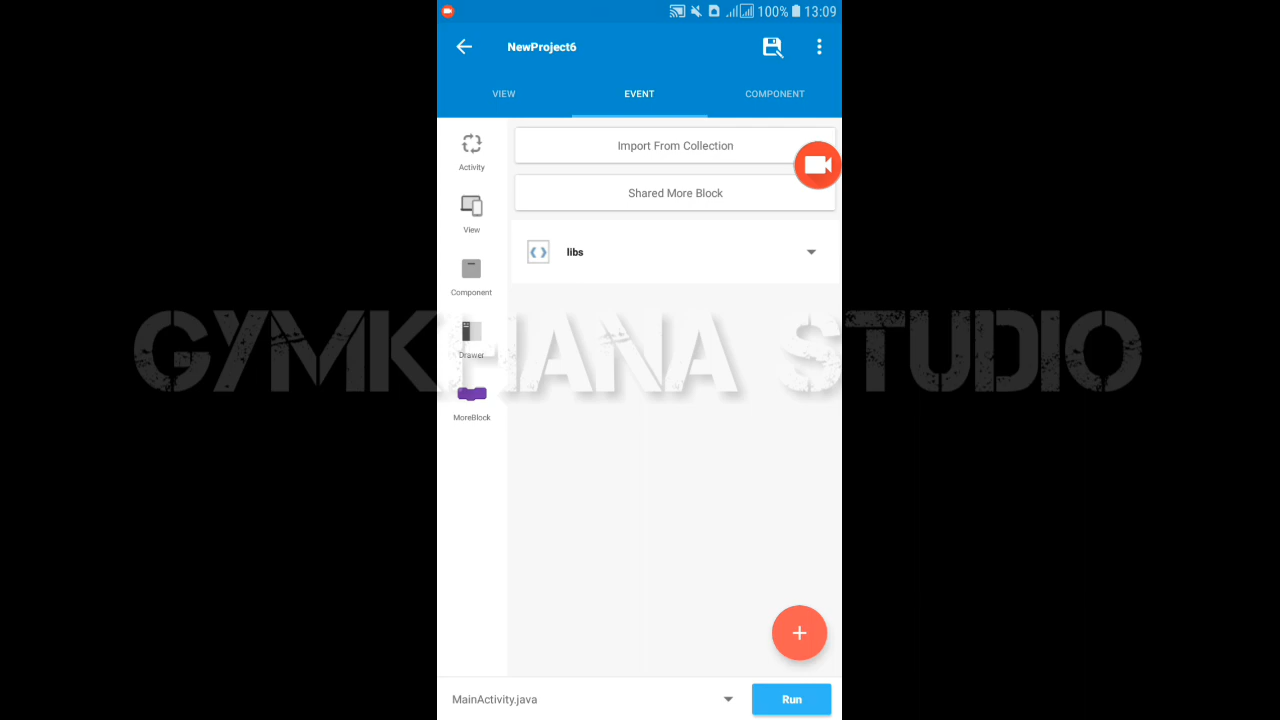 100% 13:09
NewProject6
VIEW EVENT COMPONENT
Activity
Import From Collection
Shared More Block
View
libs
Component
Drawer
GYMKHANA STUDIO
MoreBlock
MainActivity.java
Run